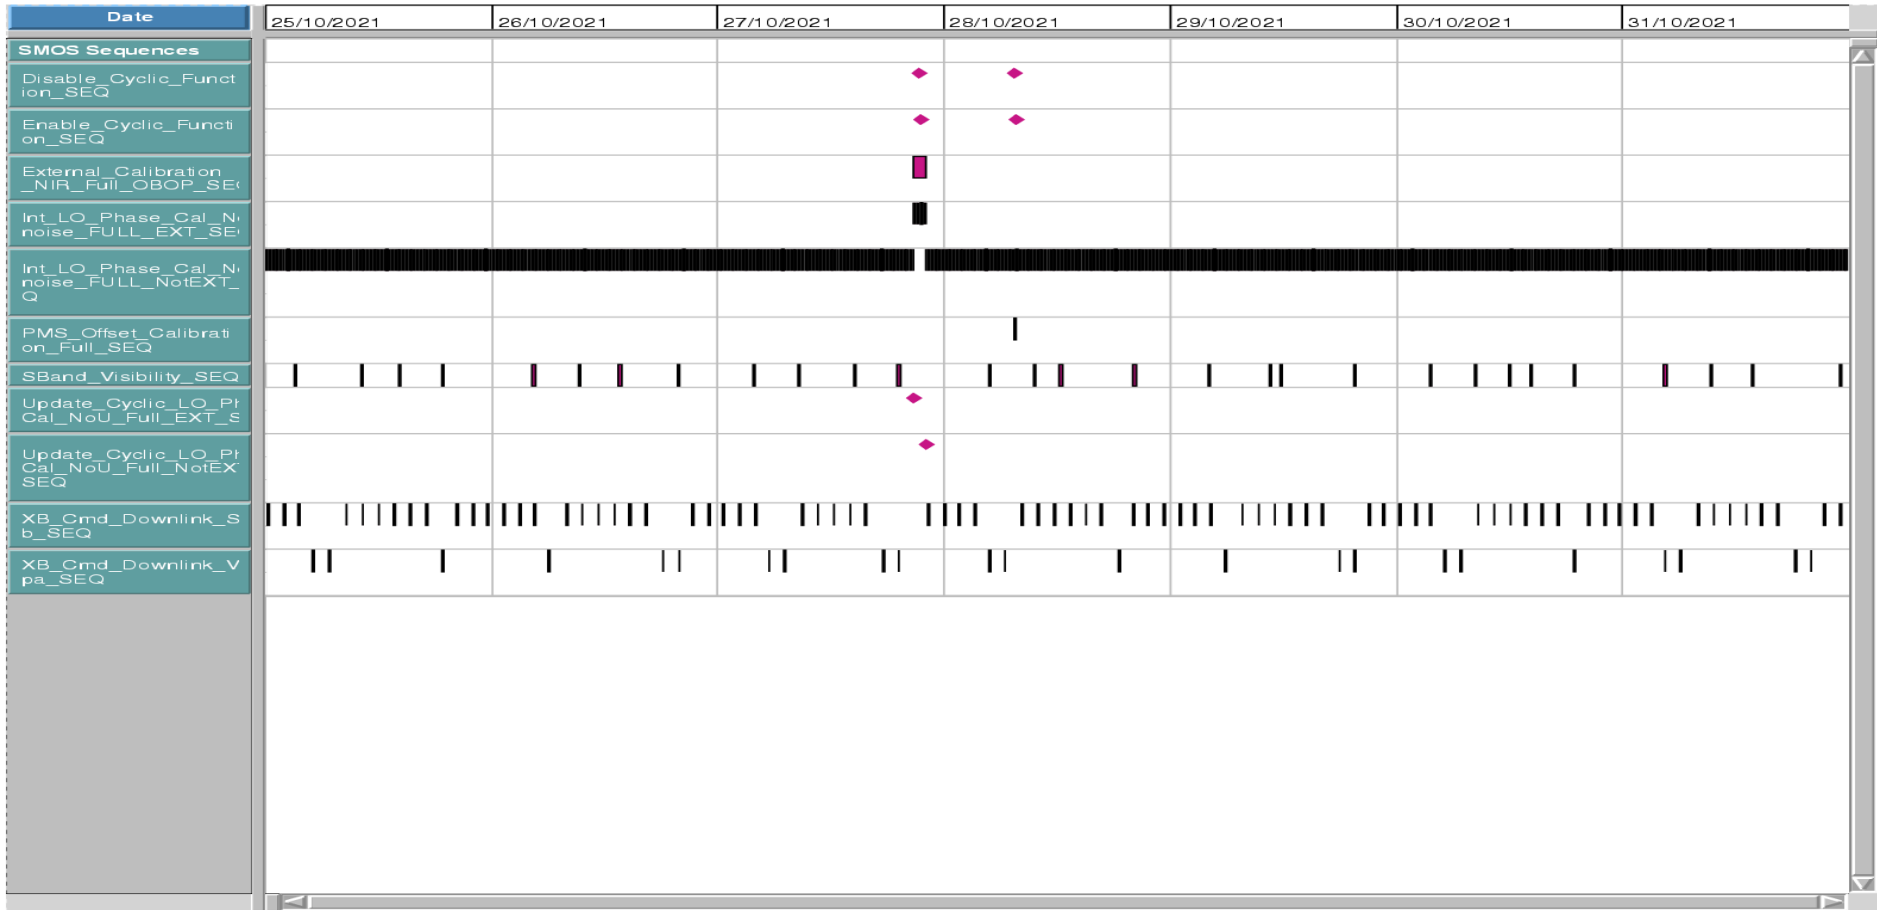 Date
25/10/2021 26/10/2021 27/10/2021 28/10/2021 29/10/2021 30/10/2021 31/10/2021
SMOS Sequences
Disable_Cyclic_Funct
ion_SEQ
Enable_Cyclic_Functi
on_SEQ
External_Calibration
_NIR_Full_OBOP_SE
Int_LO_Phase_Cal_N
noise_FULL_EXT_SE
Int_LO_Phase_Cal_N
noise_FULL_NotEXT_
Q
PMS_Offset_Calibrati
on_Full_SEQ
SBand_Visibility_SEQ
Update_Cyclic_LO_Ph
Cal_NoU_Full_EXT_S
Update_Cyclic_LO_Ph
Cal_NoU_Full_NotEX
SEQ
XB_Cmd_Downlink_S
b_SEQ
XB_Cmd_Downlink_V
pa_SEQ